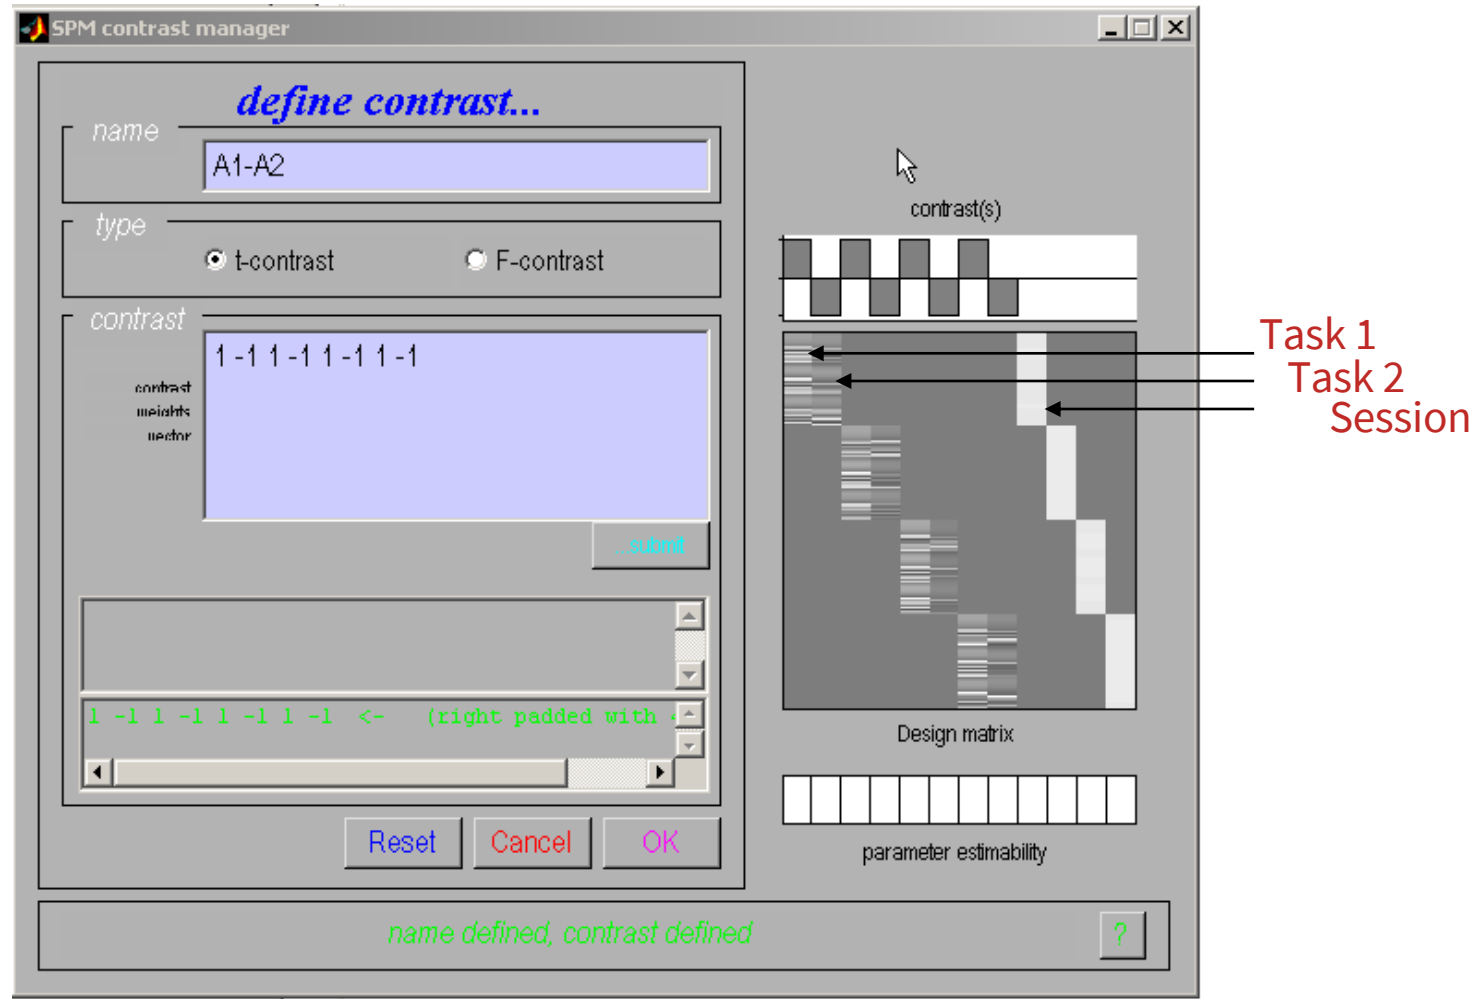 SPM contrast manager
define contrast...
name
A1-A2
type
t-contrast
F-contrast
contrast
1 -1 1 -1 1 -1 1 -1
contrast
weights
vector
...submit
1 -1 1 -1 1 -1 1 -1 <- (right padded with
Reset
Cancel
OK
name defined, contrast defined
?
contrast(s)
Design matrix
parameter estimability
Task 1
Task 2
Session